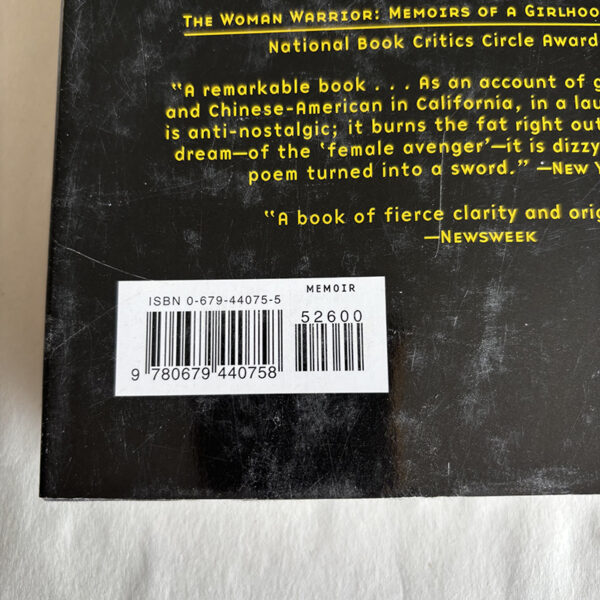 THE WOMAN WARRIOR: MEMOIRS OF A GIRLHOO
National Book Critics Circle Award
“A remarkable book . . . As an account of g
and Chinese-American in California, in a lau
is anti-nostalgic; it burns the fat right out
dream—of the ‘female avenger’—it is dizzy
poem turned into a sword.” —NEW Y
“A book of fierce clarity and orig
—NEWSWEEK
MEMOIR
ISBN 0-679-44075-5
52600
9 780679 440758